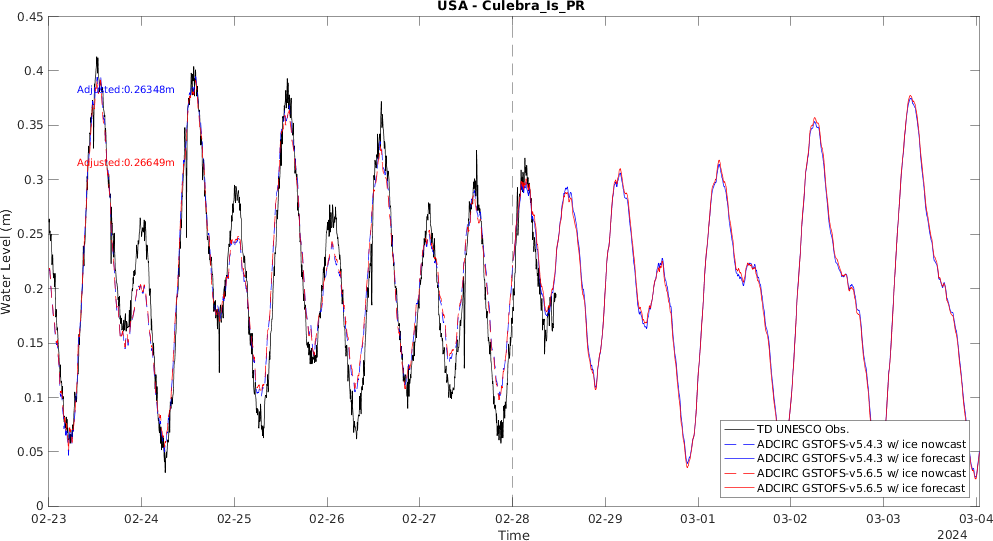 USA - Culebra_Is_PR
0.45
0.4
0.35
0.3
0.25
0.2
0.15
0.1
0.05
0
Water Level (m)
Adjusted:0.26348m
Adjusted:0.26649m
TD UNESCO Obs.
ADCIRC GSTOFS-v5.4.3 w/ ice nowcast
ADCIRC GSTOFS-v5.4.3 w/ ice forecast
ADCIRC GSTOFS-v5.6.5 w/ ice nowcast
ADCIRC GSTOFS-v5.6.5 w/ ice forecast
02-23 02-24 02-25 02-26 02-27 02-28 02-29 03-01 03-02 03-03 03-04
Time
2024